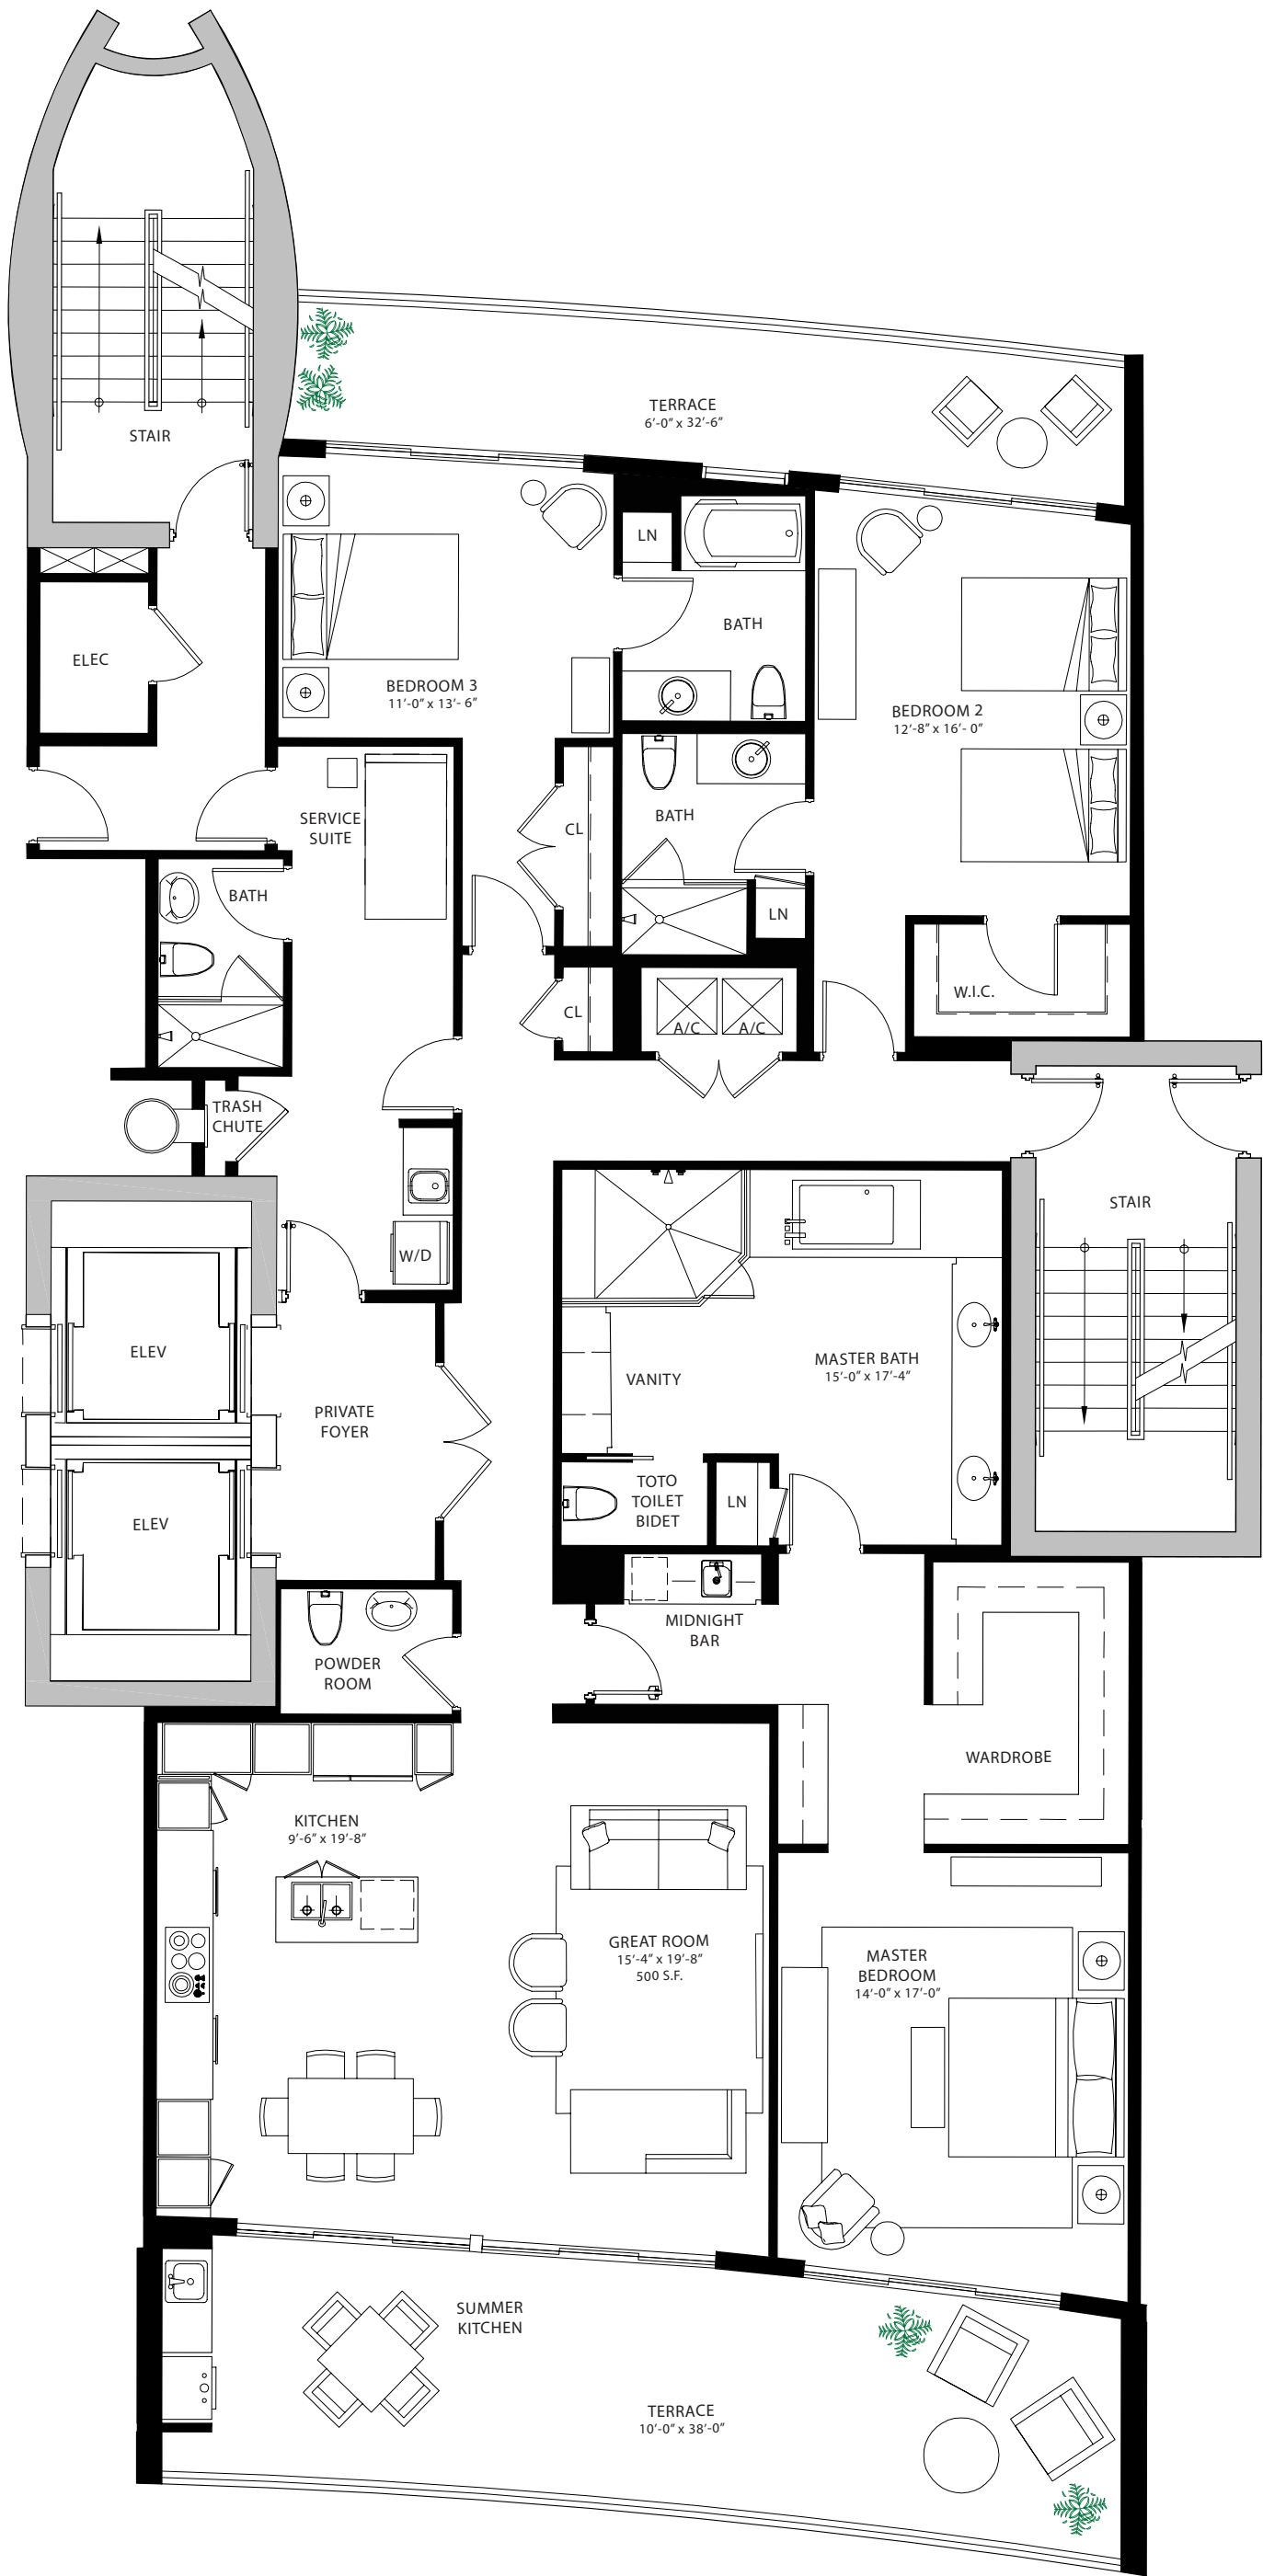 STAIR
TERRACE
6'-0" x 32'-6"
LN
BATH
ELEC
BEDROOM 3
11'-0" x 13'- 6"
BEDROOM 2
12'-8" x 16'- 0"
SERVICE
SUITE
CL
BATH
BATH
LN
W.I.C.
CL
A/C
A/C
TRASH
CHUTE
STAIR
W/D
ELEV
MASTER BATH
15'-0" x 17'-4"
VANITY
PRIVATE
FOYER
TOTO
TOILET
BIDET
LN
ELEV
MIDNIGHT
BAR
POWDER
ROOM
WARDROBE
KITCHEN
9'-6" x 19'-8"
GREAT ROOM
15'-4" x 19'-8"
500 S.F.
MASTER
BEDROOM
14'-0" x 17'-0"
SUMMER
KITCHEN
TERRACE
10'-0" x 38'-0"